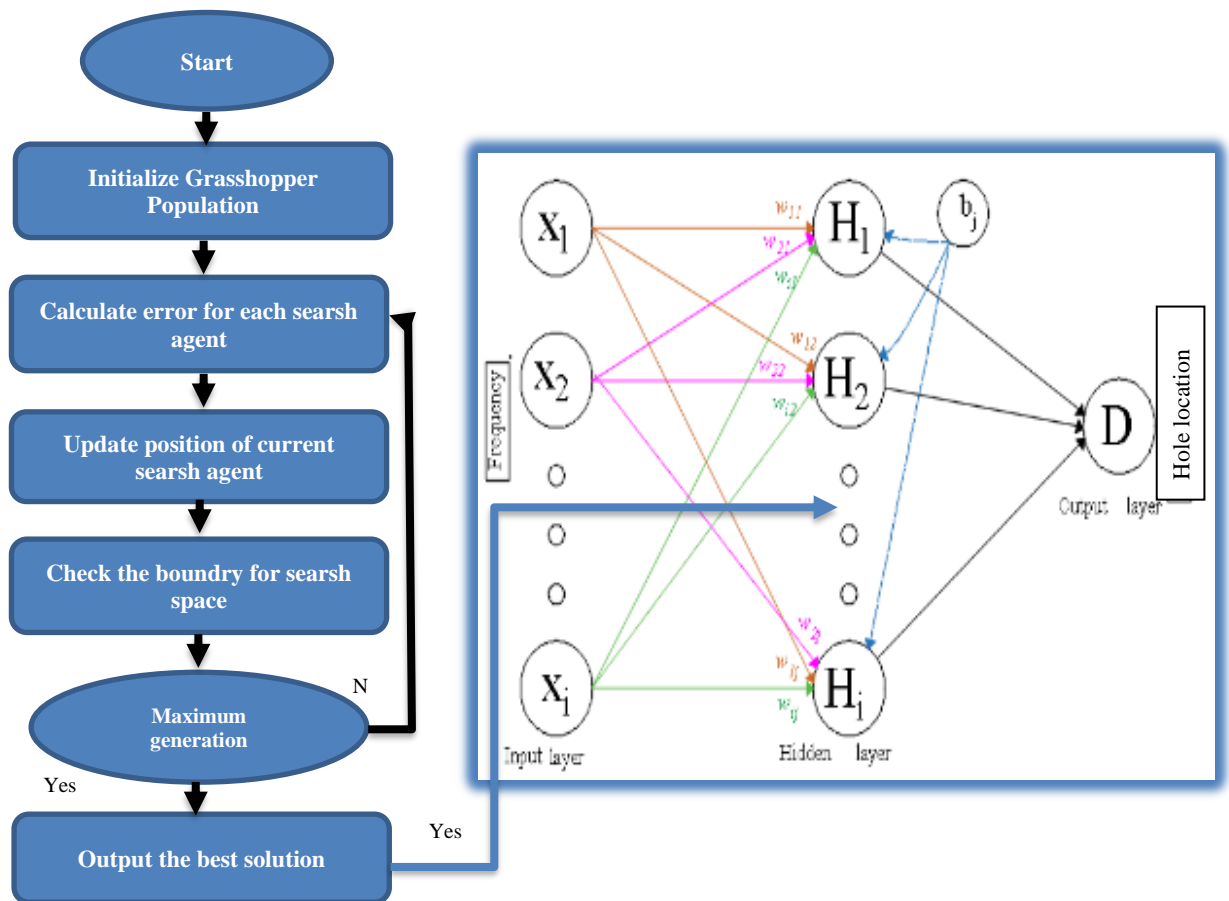 Start
Initialize Grasshopper
Population
Calculate error for each searsh
agent
Update position of current
searsh agent
Check the boundry for searsh
space
Maximum
generation
N
Yes
Output the best solution
Yes
Frequency
x1
x2
xi
Input layer
w11
w21
w12
w22
w i2
w ij
H1
H2
Hi
Hidden layer
bj
D
Output layer
Hole location